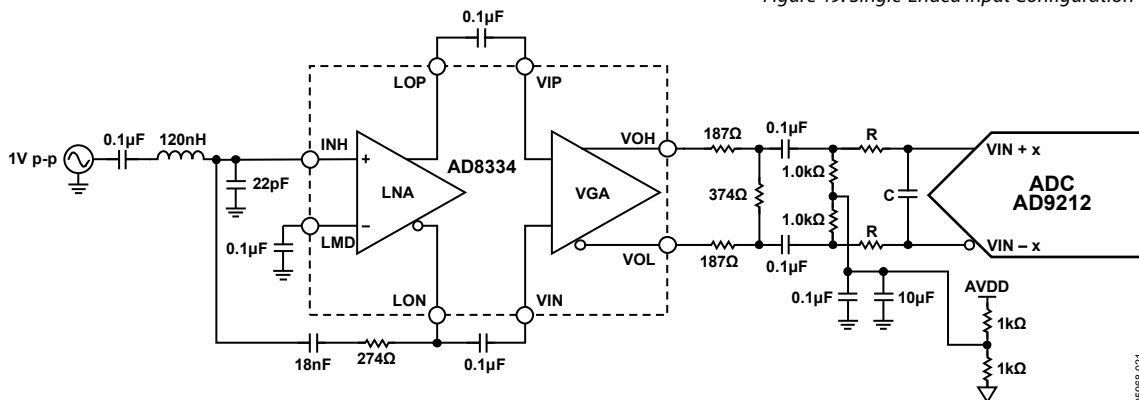 Figure 19. Single-Ended Input Configuration
0.1µF
LOP
VIP
0.1µF
120nH
1V p-p
INH
22pF
+
LNA
–
AD8334
VGA
VOH
187Ω
0.1µF
R
VIN + x
1.0kΩ
374Ω
C
ADC
AD9212
1.0kΩ
0.1µF
LMD
VOL
187Ω
0.1µF
R
VIN – x
LON
VIN
0.1µF
10µF
AVDD
1kΩ
18nF
274Ω
0.1µF
1kΩ